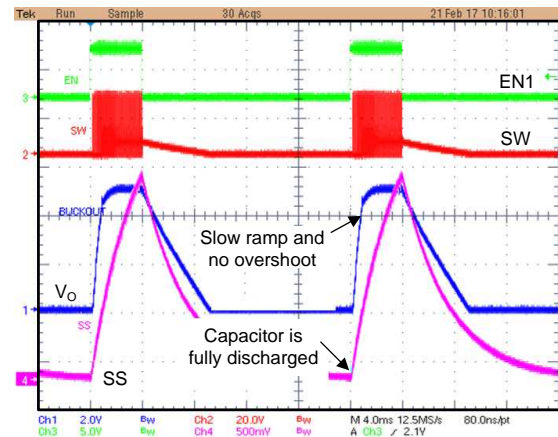 Tek Run Sample 30 Acqs 21 Feb 17 10:16:01
EN
EN1
3
SW
SW
2
BUCKOUT
Slow ramp and
no overshoot
VO
1
SS
Capacitor is
fully discharged
SS
4
Ch1 2.0V BW Ch2 20.0V M 4.0ms 12.5MS/s 80.0ns/pt
Ch3 5.0V BW Ch4 500mV BW A Ch3 / 2.1V